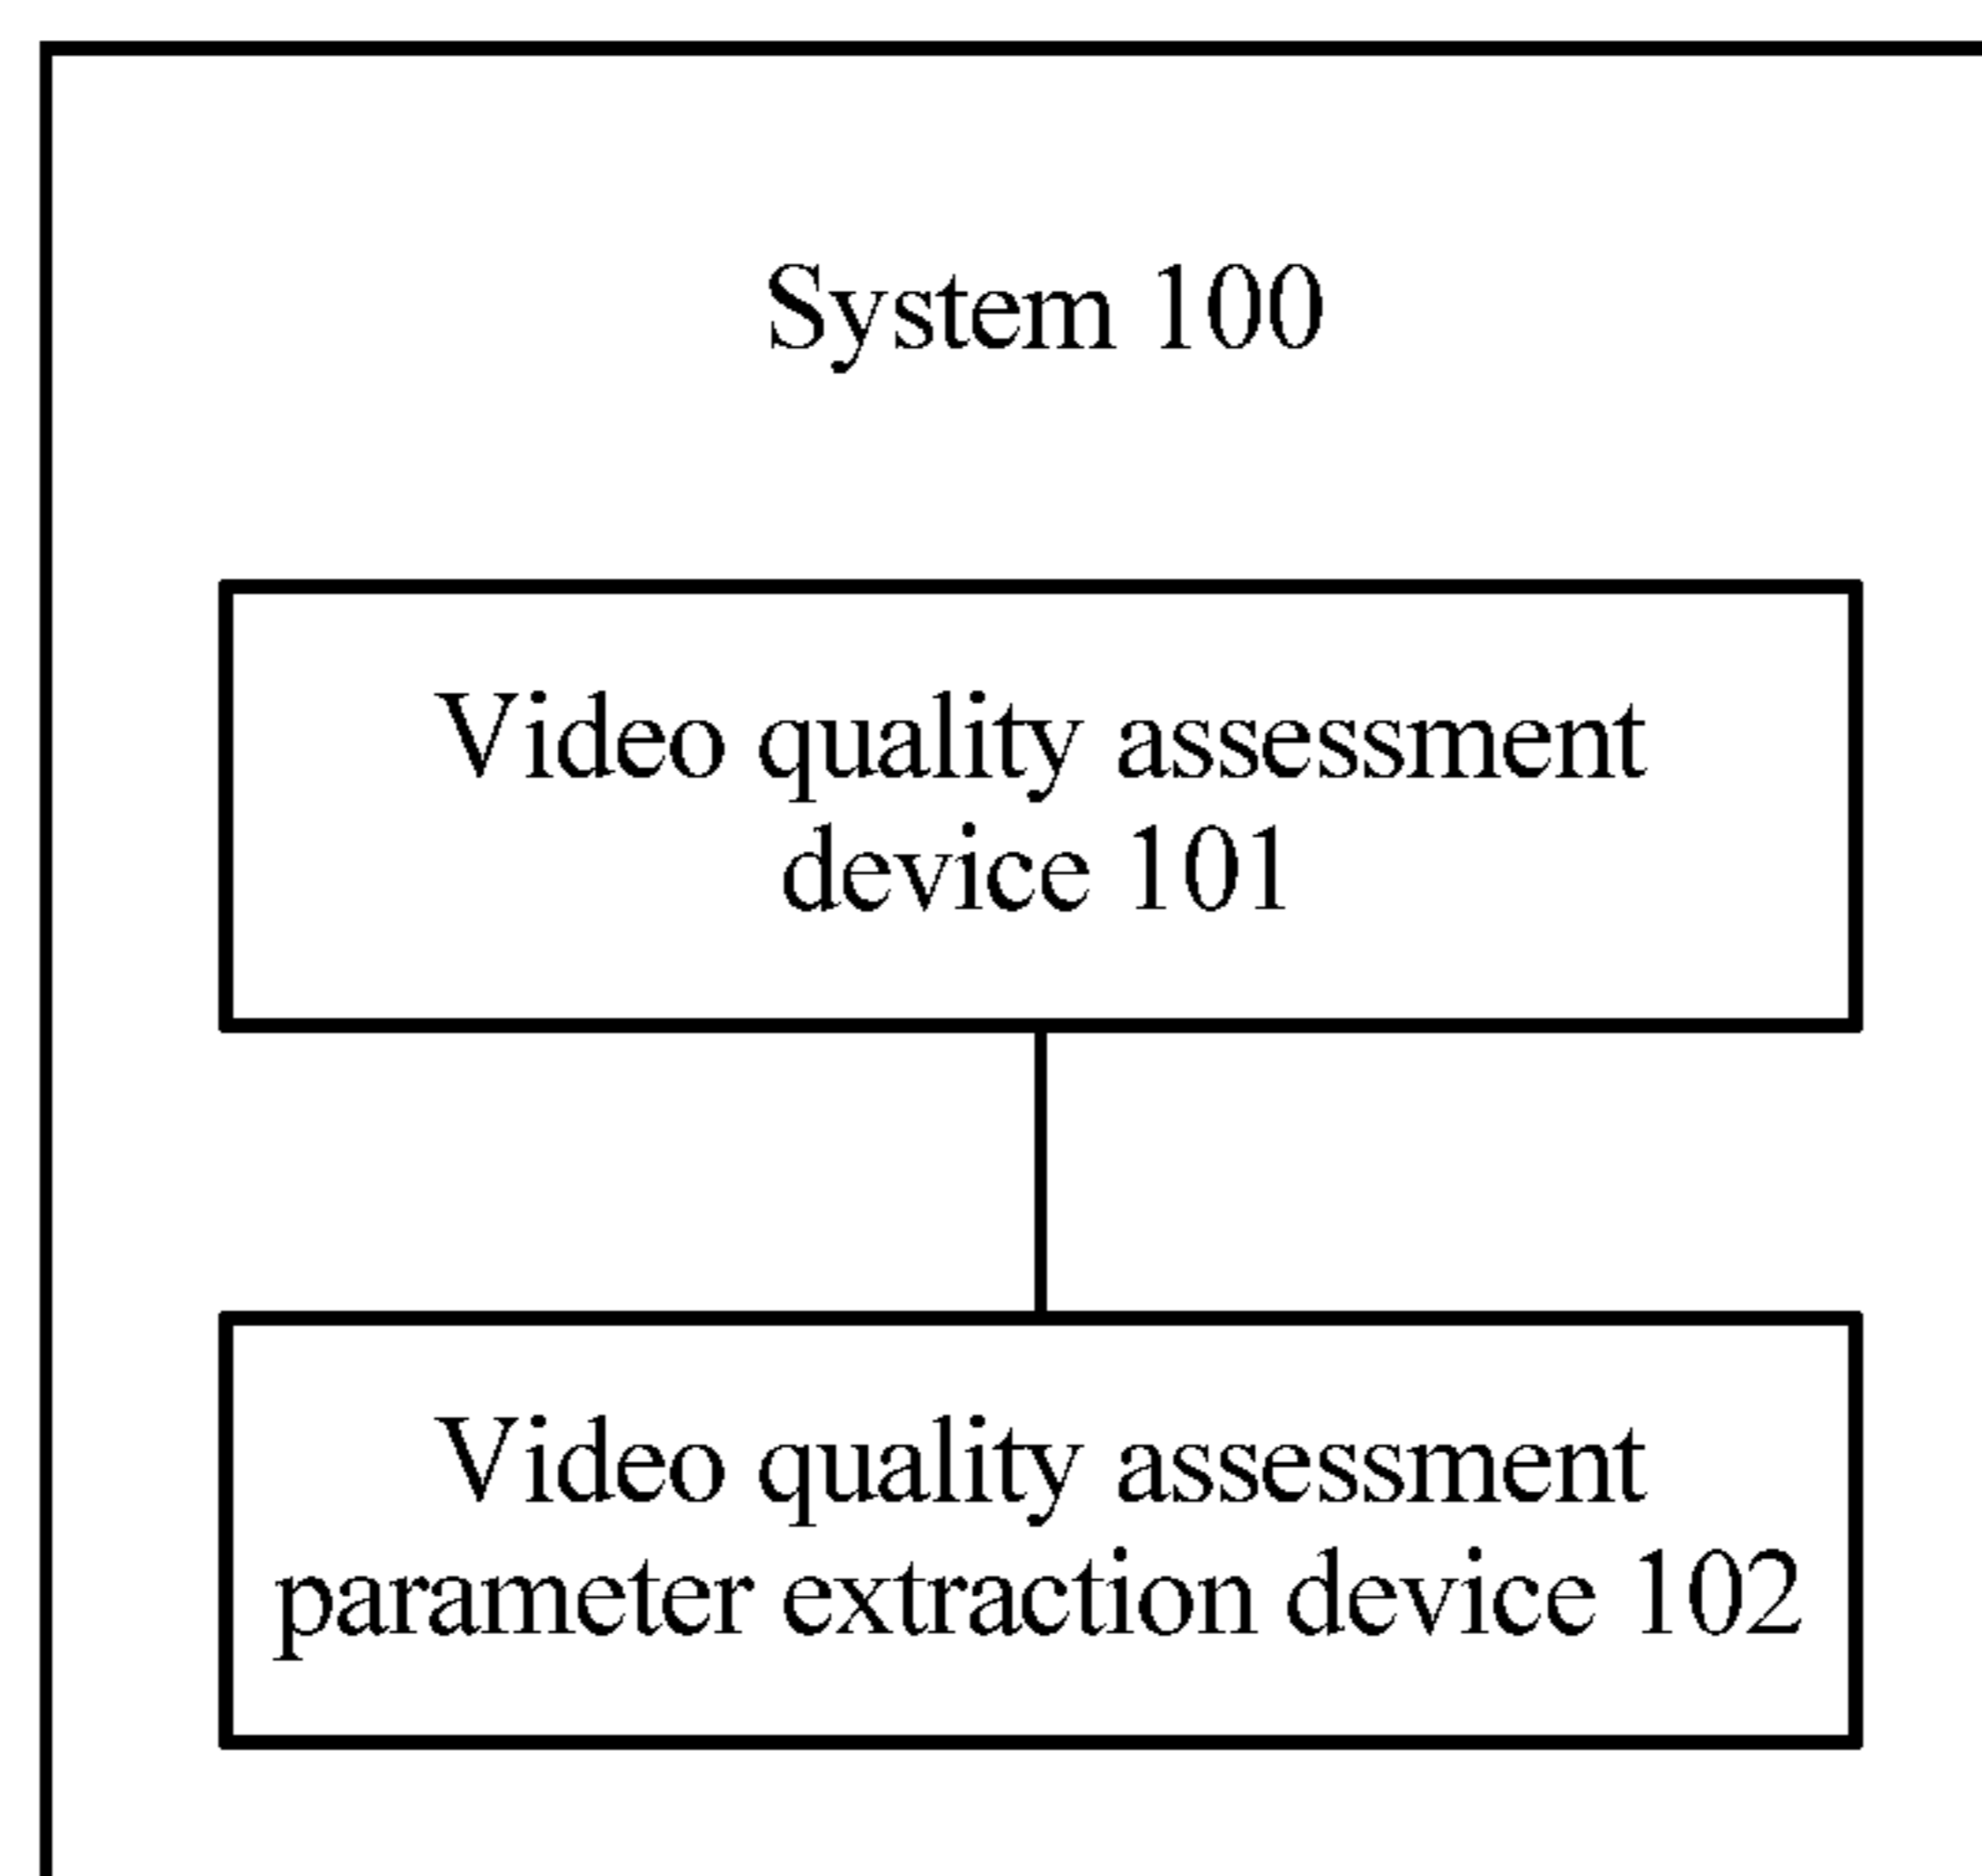 System 100
Video quality assessment
device 101
Video quality assessment
parameter extraction device 102